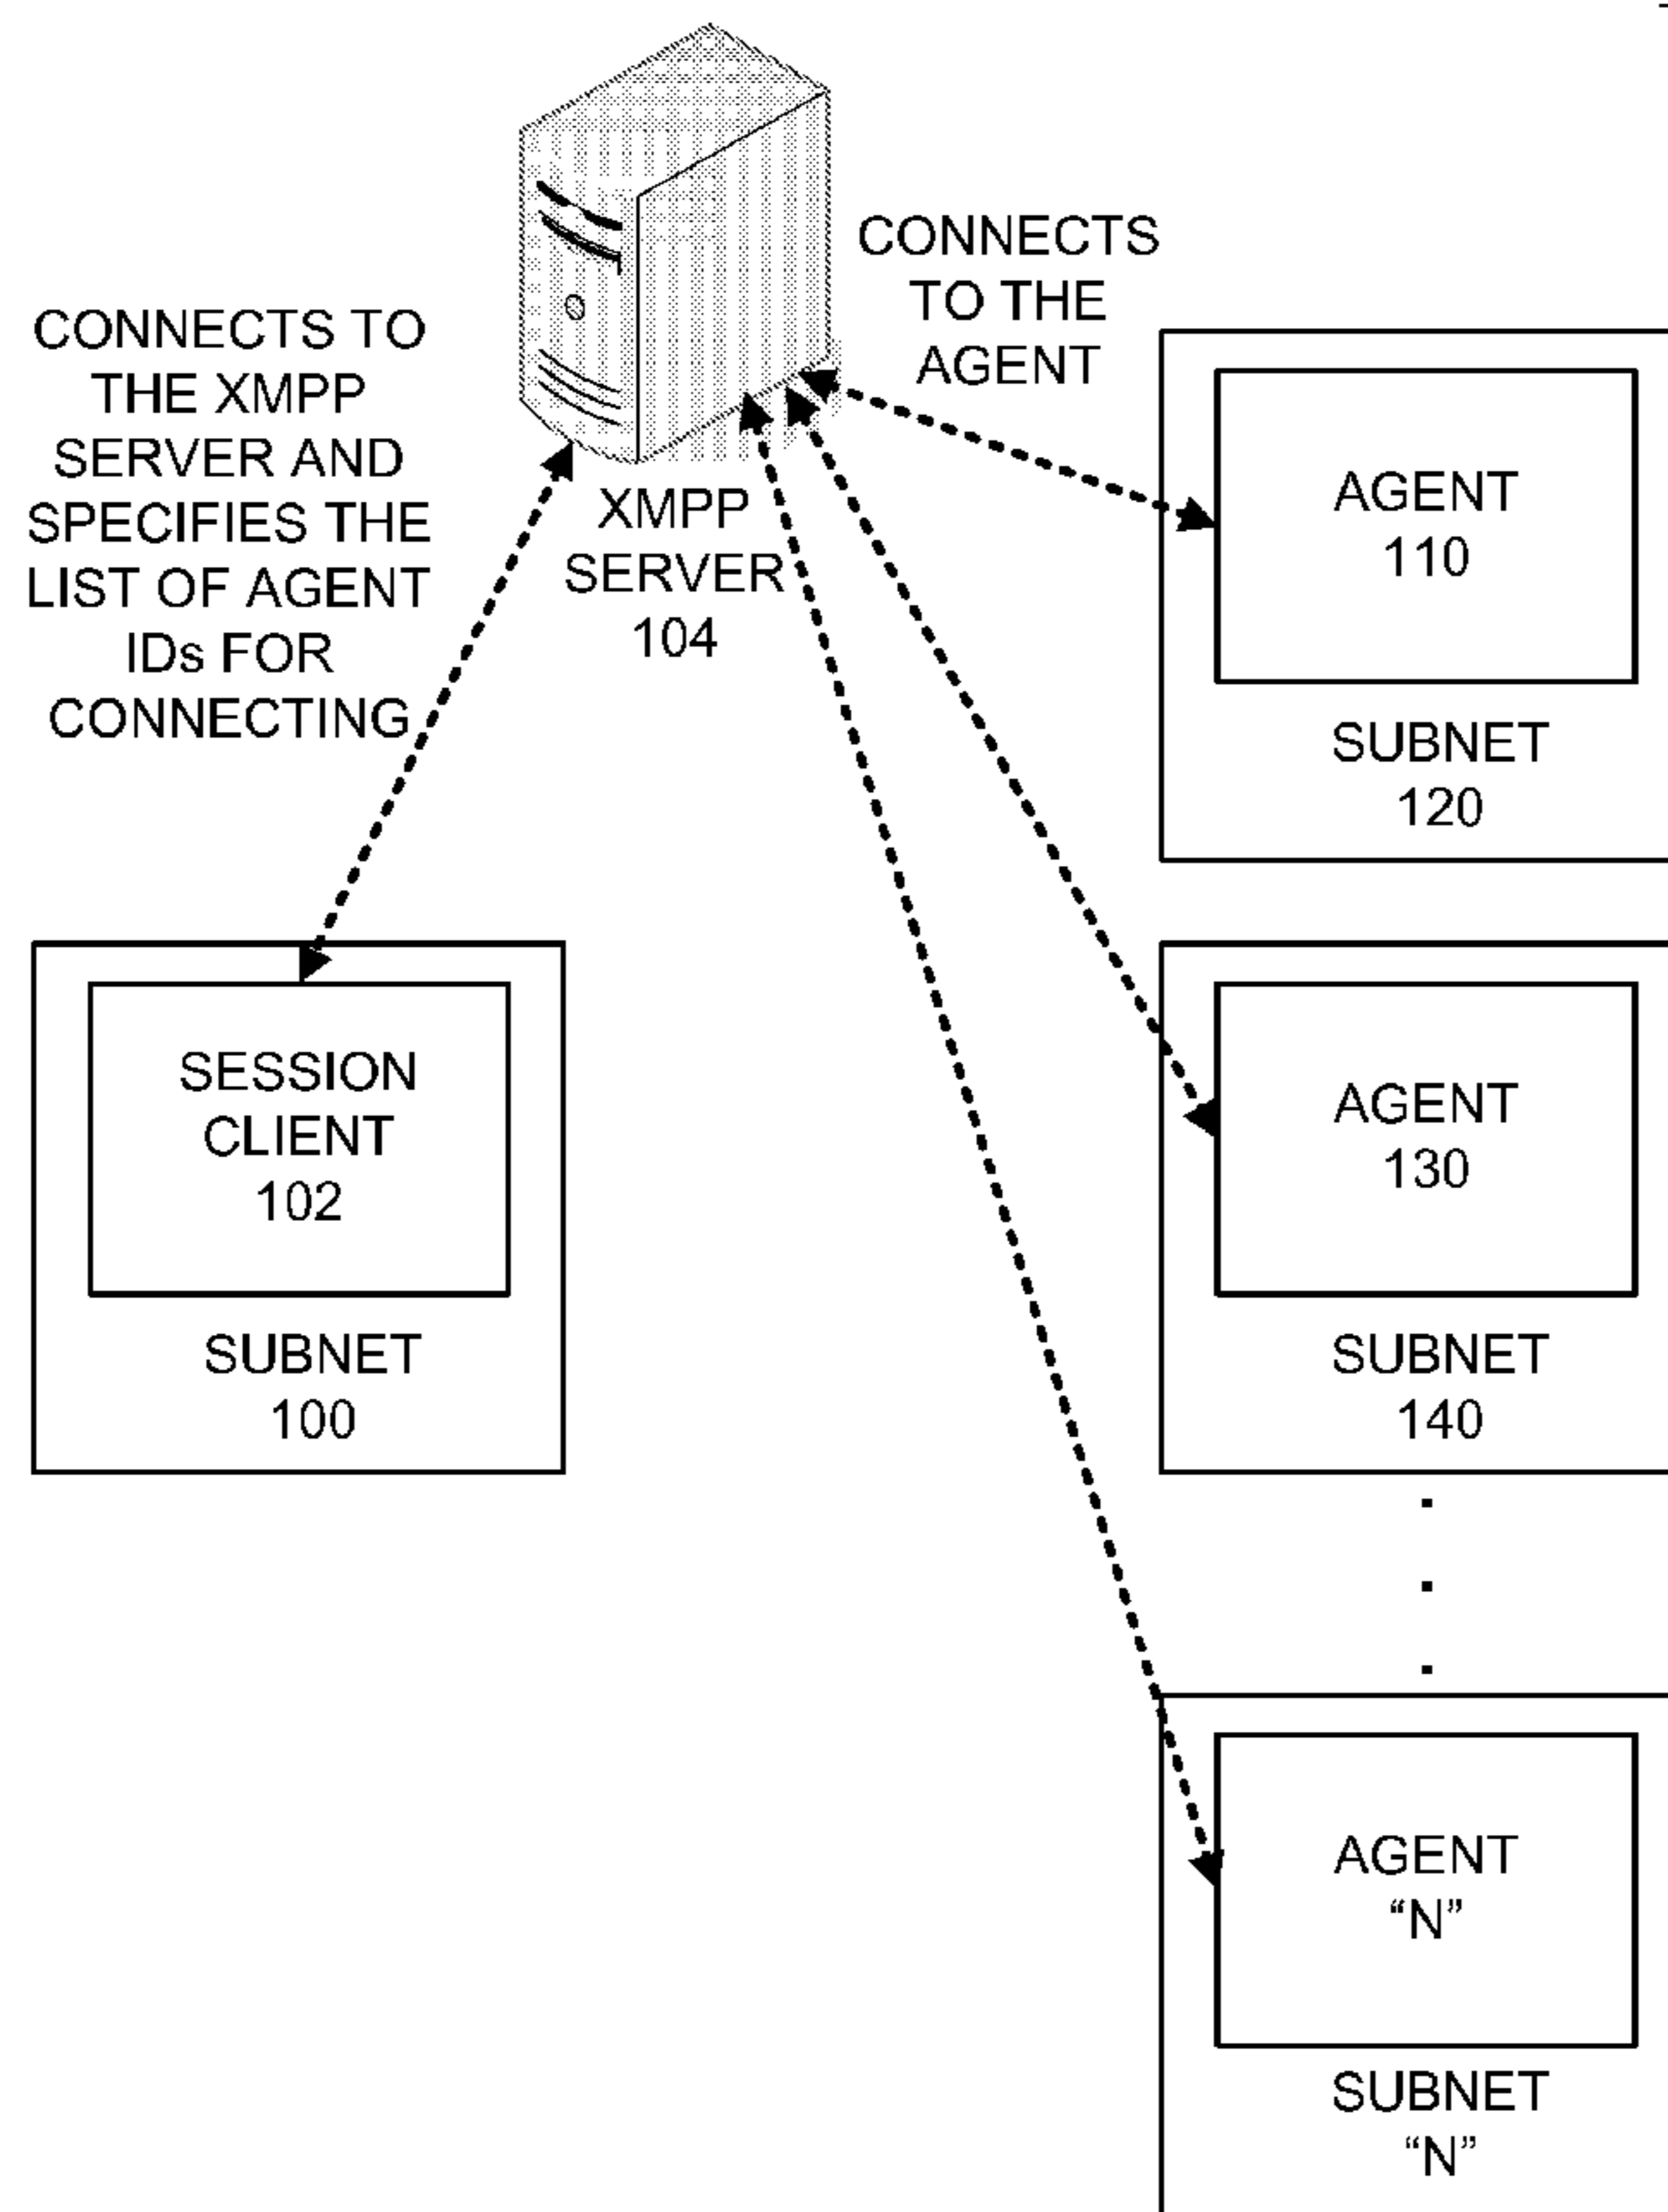 CONNECTS TO
THE XMPP
SERVER AND
SPECIFIES THE
LIST OF AGENT
IDs FOR
CONNECTING
XMPP
SERVER
104
CONNECTS
TO THE
AGENT
AGENT
110
SUBNET
120
SESSION
CLIENT
102
SUBNET
100
AGENT
130
SUBNET
140
AGENT
“N”
SUBNET
“N”